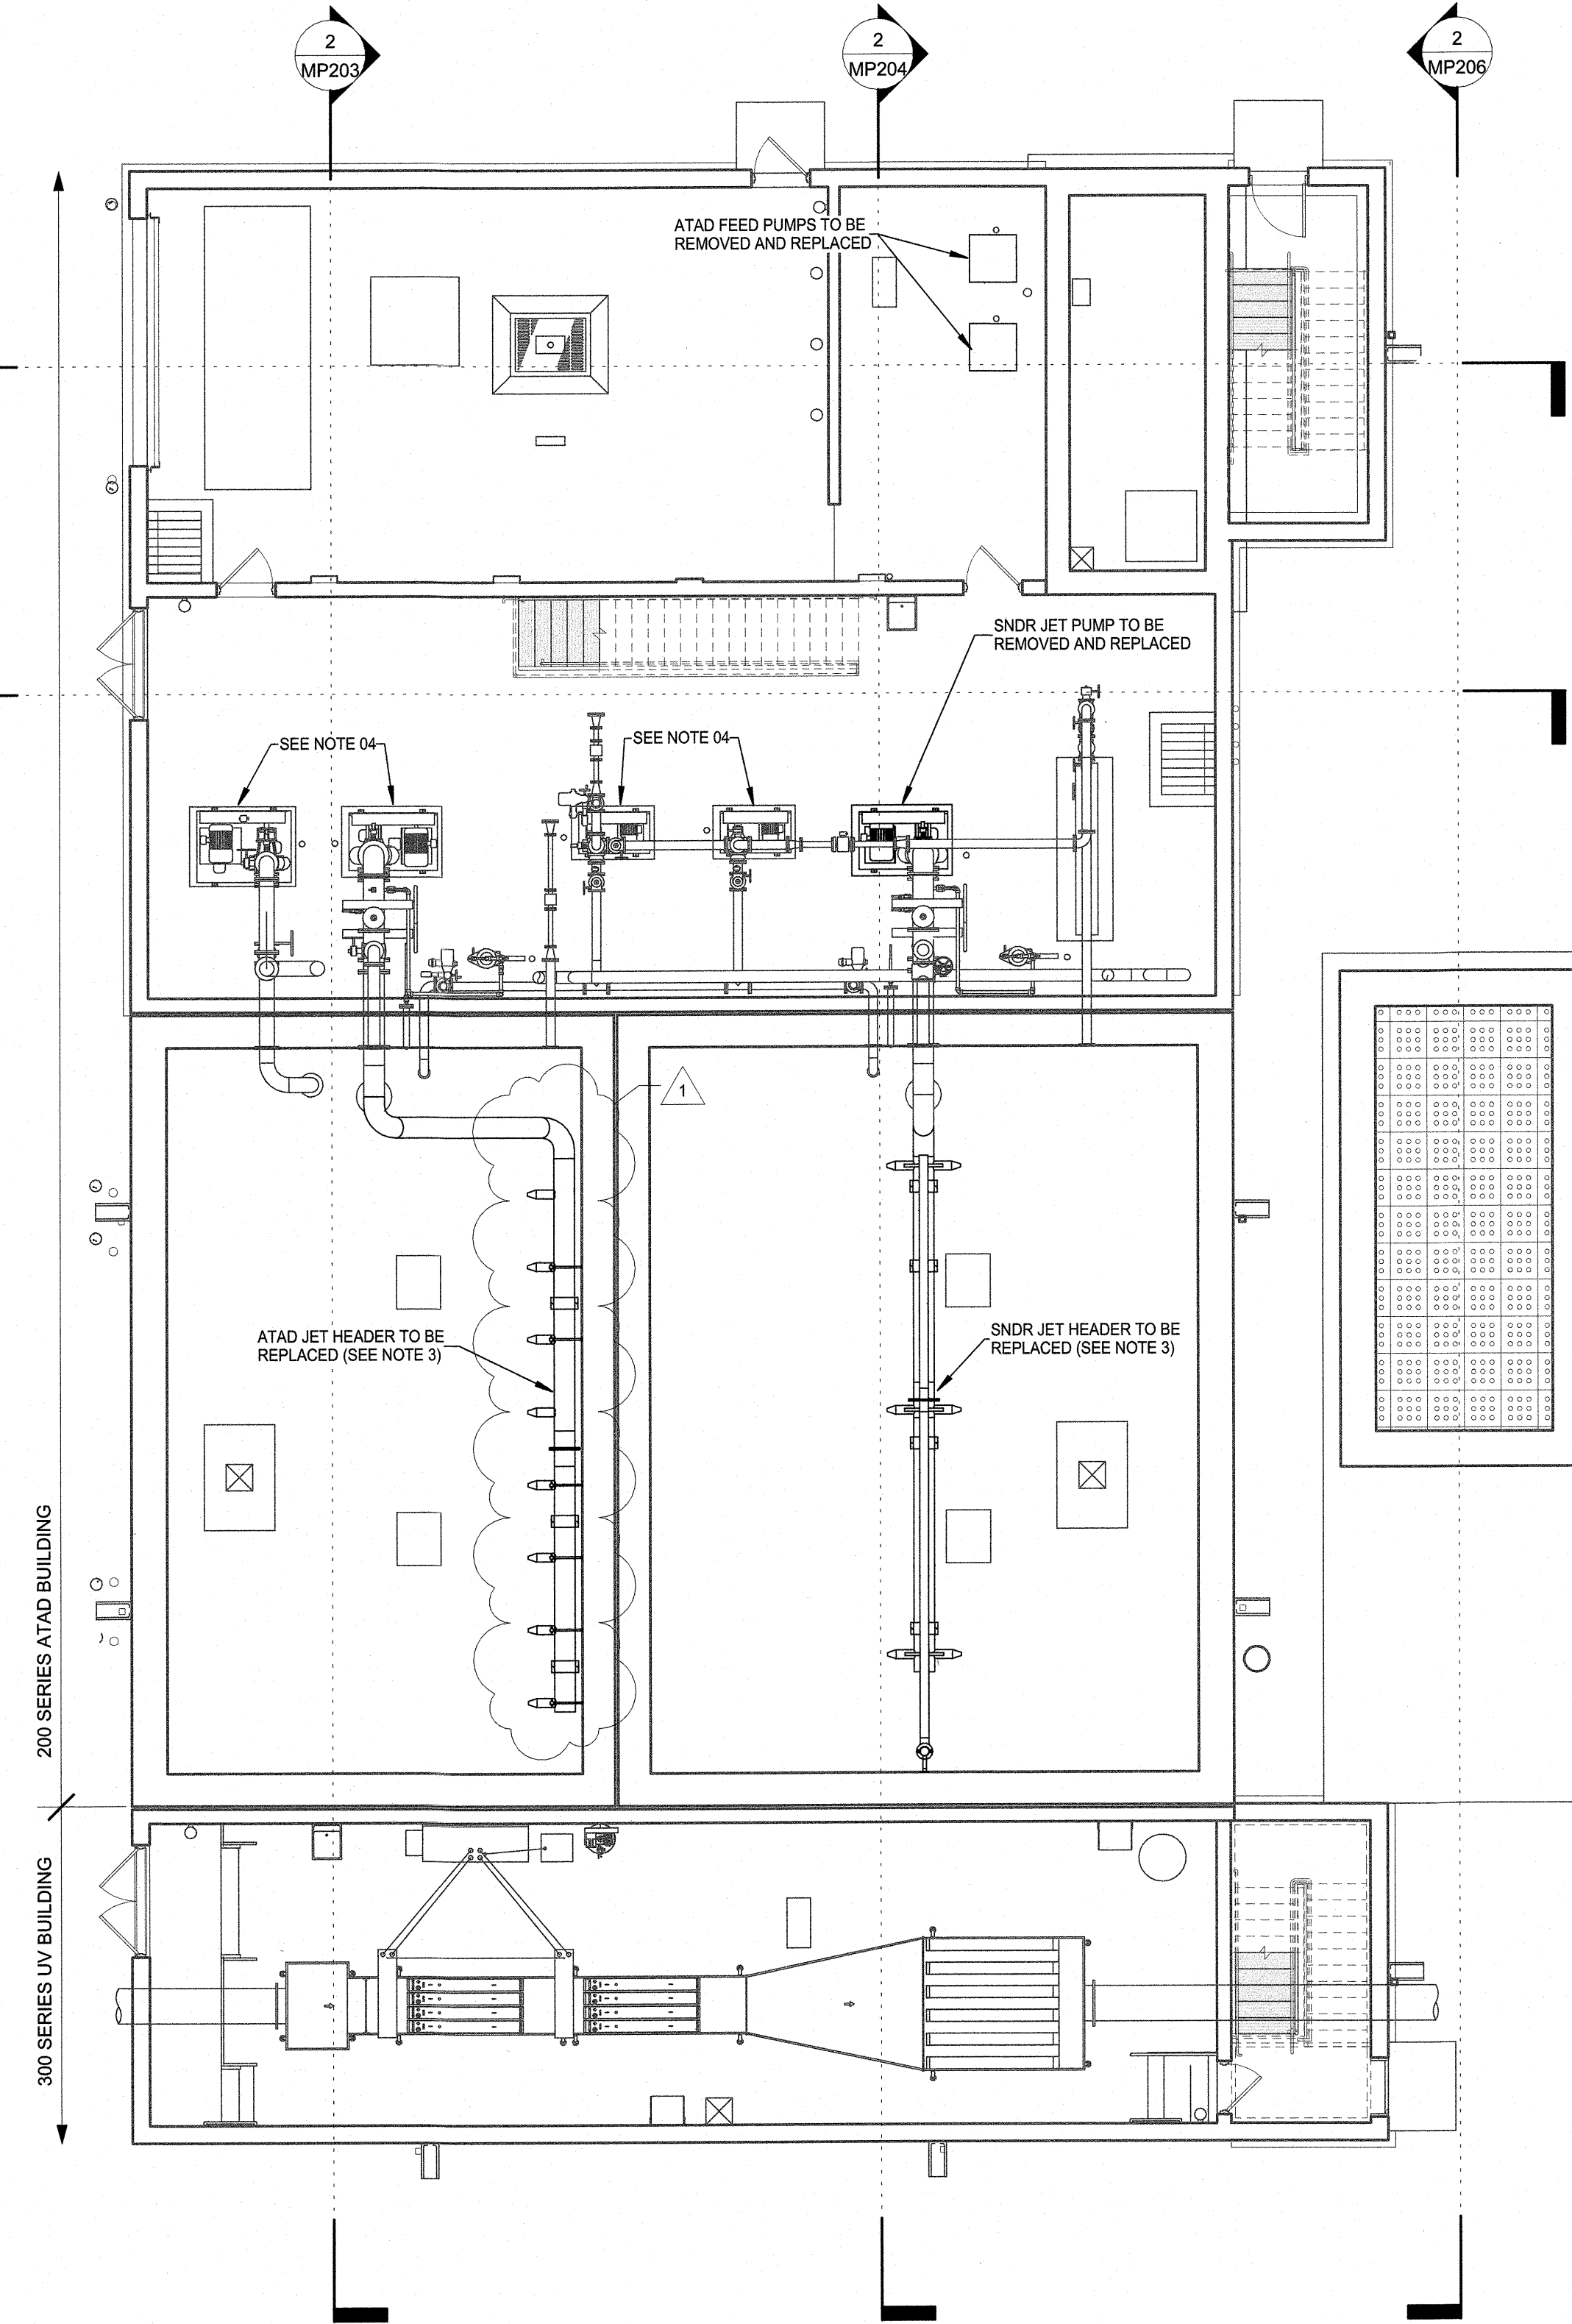 2
MP203
2
MP204
2
MP206
ATAD FEED PUMPS TO BE
REMOVED AND REPLACED
SNDR JET PUMP TO BE
REMOVED AND REPLACED
SEE NOTE 04
SEE NOTE 04
1
ATAD JET HEADER TO BE
REPLACED (SEE NOTE 3)
SNDR JET HEADER TO BE
REPLACED (SEE NOTE 3)
200 SERIES ATAD BUILDING
300 SERIES UV BUILDING